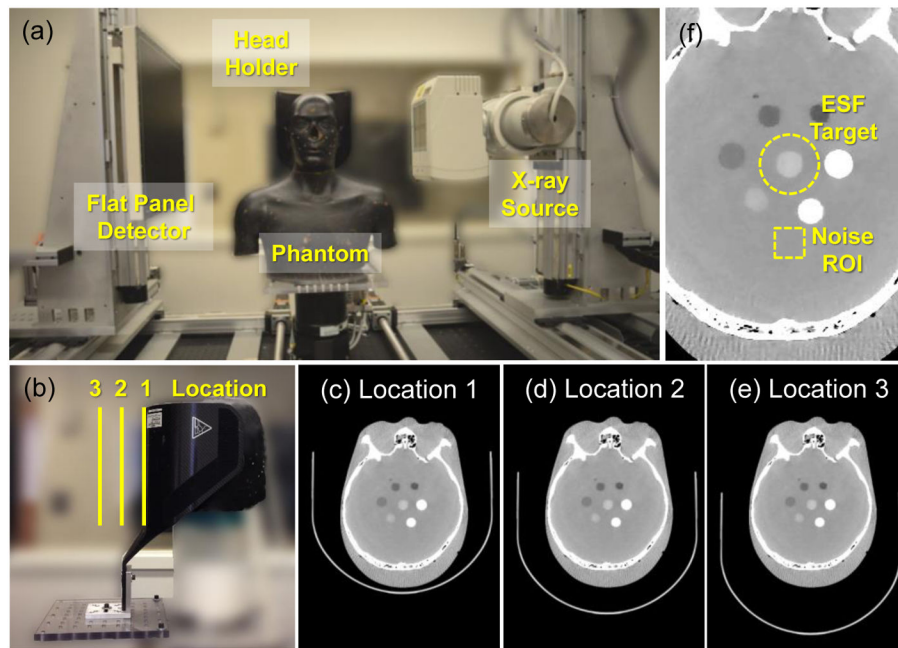 (a)
Head
Holder
Flat Panel
Detector
Phantom
X-ray
Source
(f)
ESF
Target
Noise
ROI
(b)
3 2 1 Location
(c) Location 1
(d) Location 2
(e) Location 3